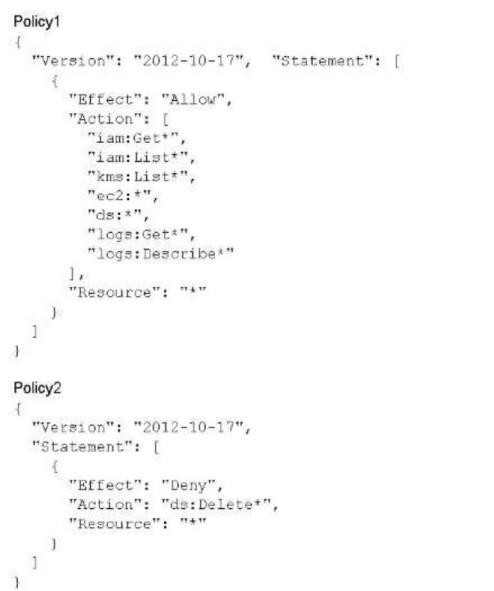 Policy1
{
"Version": "2012-10-17", "Statement": [
{
"Effect": "Allow",
"Action": [
"iam:Get*",
"iam:List*",
"kms:List*",
"ec2:*",
"ds:*",
"logs:Get*",
"logs:Describe*"
],
"Resource": "*"
}
]
}
Policy2
{
"Version": "2012-10-17",
"Statement": [
{
"Effect": "Deny",
"Action": "ds:Delete*",
"Resource": "*"
}
]
}